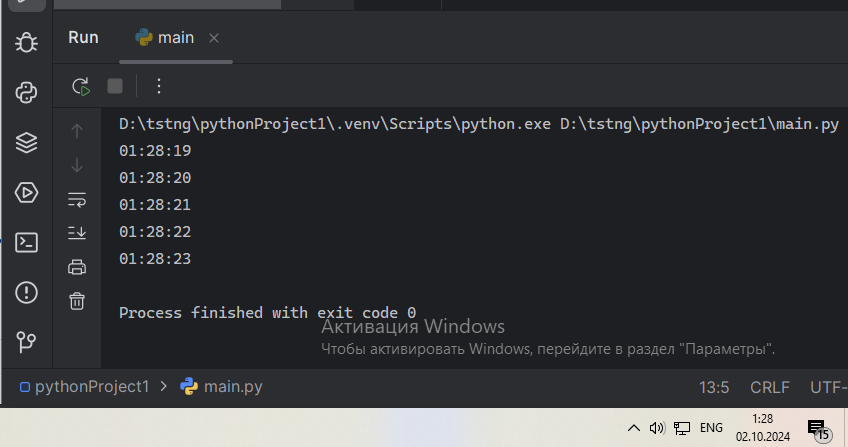 Run
main
D:\tstng\pythonProject1\.venv\Scripts\python.exe D:\tstng\pythonProject1\main.py
01:28:19
01:28:20
01:28:21
01:28:22
01:28:23
Process finished with exit code 0
Активация Windows
Чтобы активировать Windows, перейдите в раздел "Параметры".
pythonProject1 > main.py 13:5 CRLF UTF-
ENG 1:28
02.10.2024 15